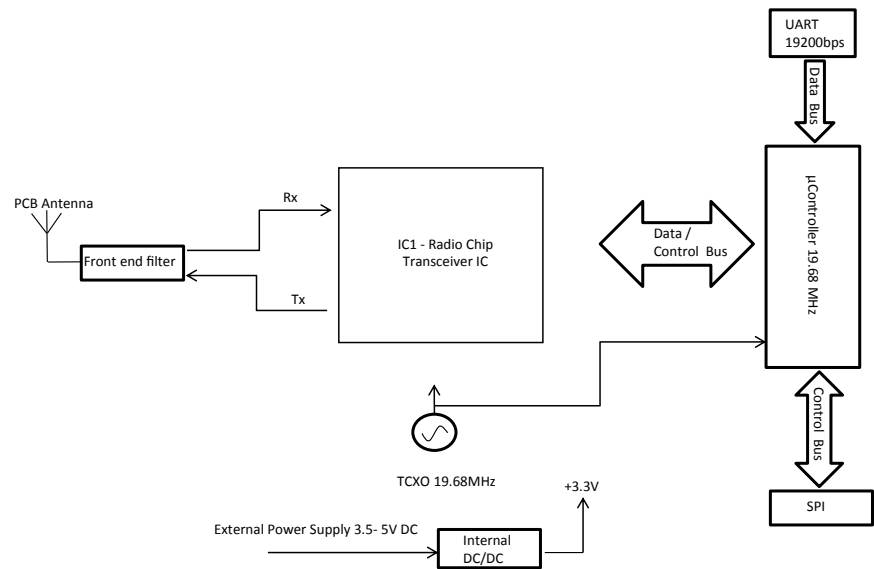 UART
19200bps
Data Bus
PCB Antenna
Rx
Front end filter
Tx
IC1 - Radio Chip
Transceiver IC
Data /
Control Bus
µController 19.68 MHz
Control Bus
TCXO 19.68MHz
+3.3V
SPI
External Power Supply 3.5- 5V DC
Internal
DC/DC